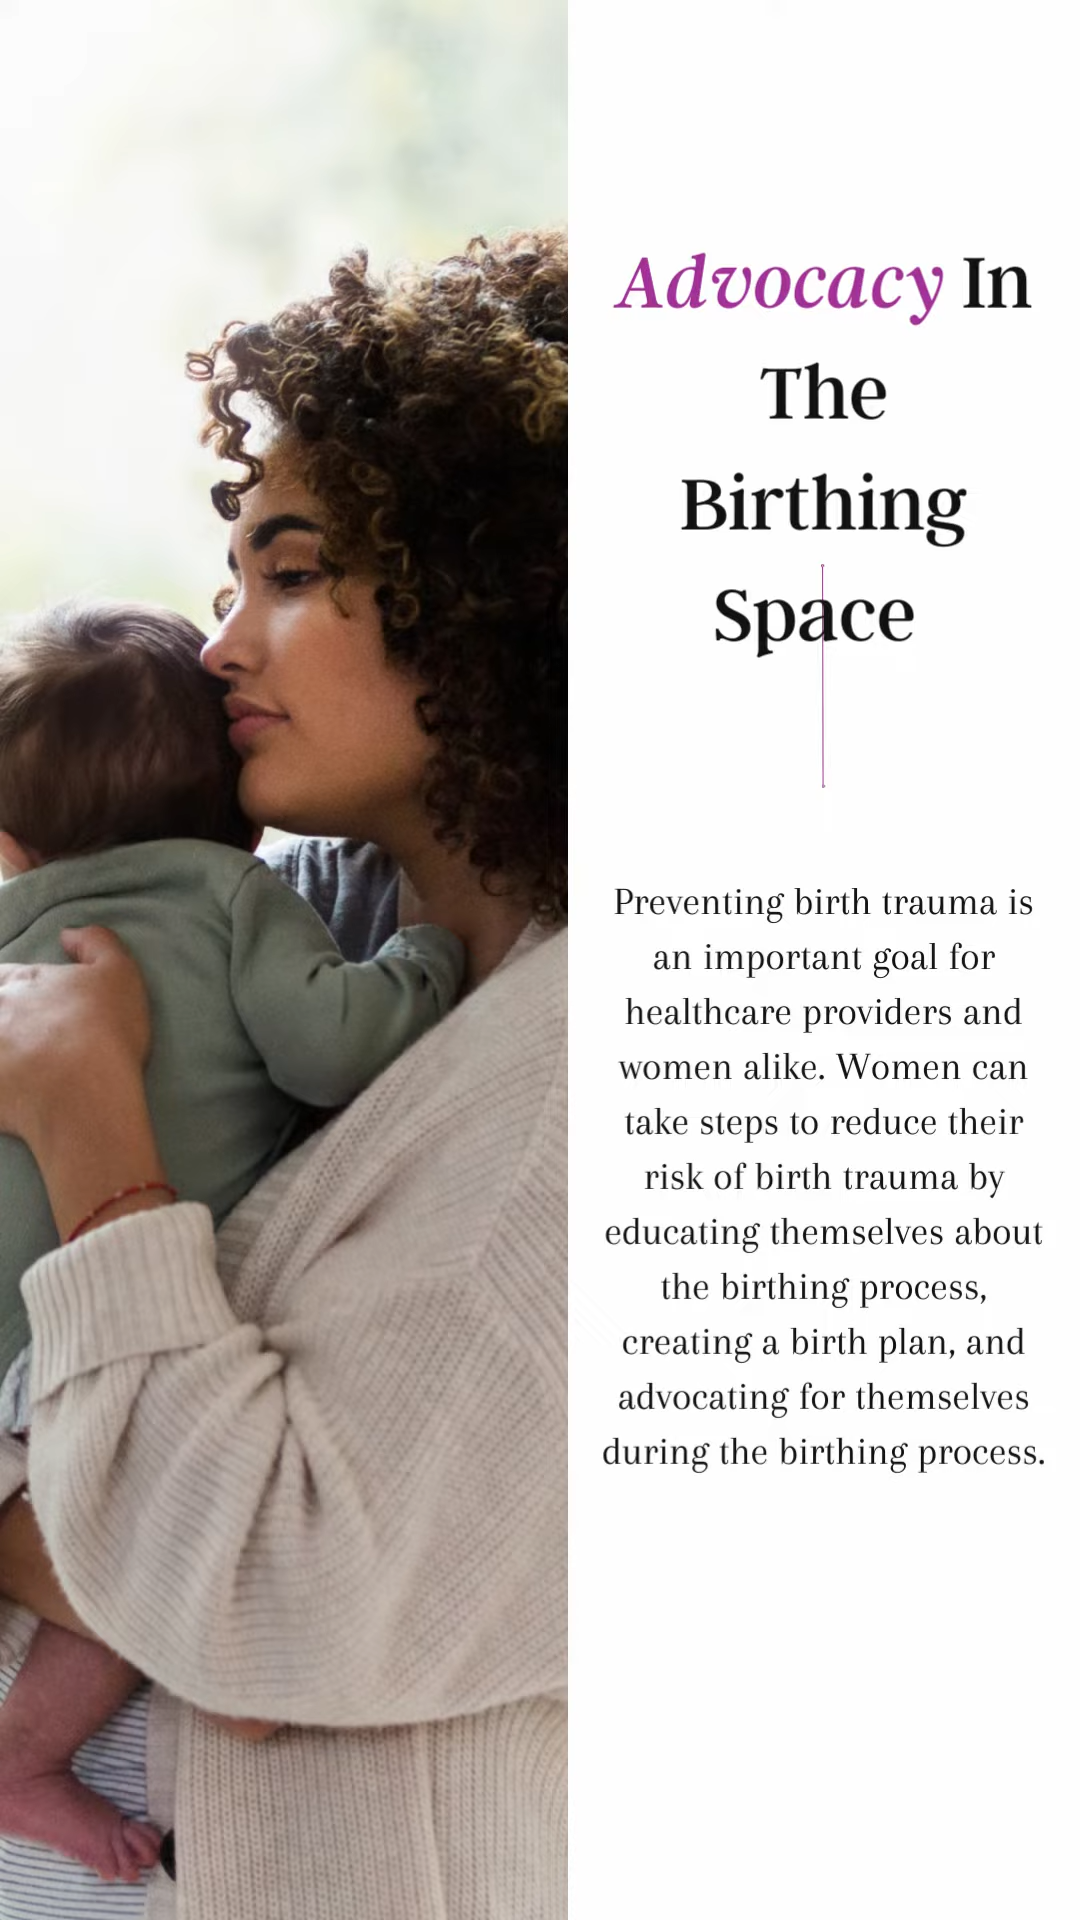 Advocacy In
The
Birthing
Space
Preventing birth trauma is
an important goal for
healthcare providers and
women alike. Women can
take steps to reduce their
risk of birth trauma by
educating themselves about
the birthing process,
creating a birth plan, and
advocating for themselves
during the birthing process.